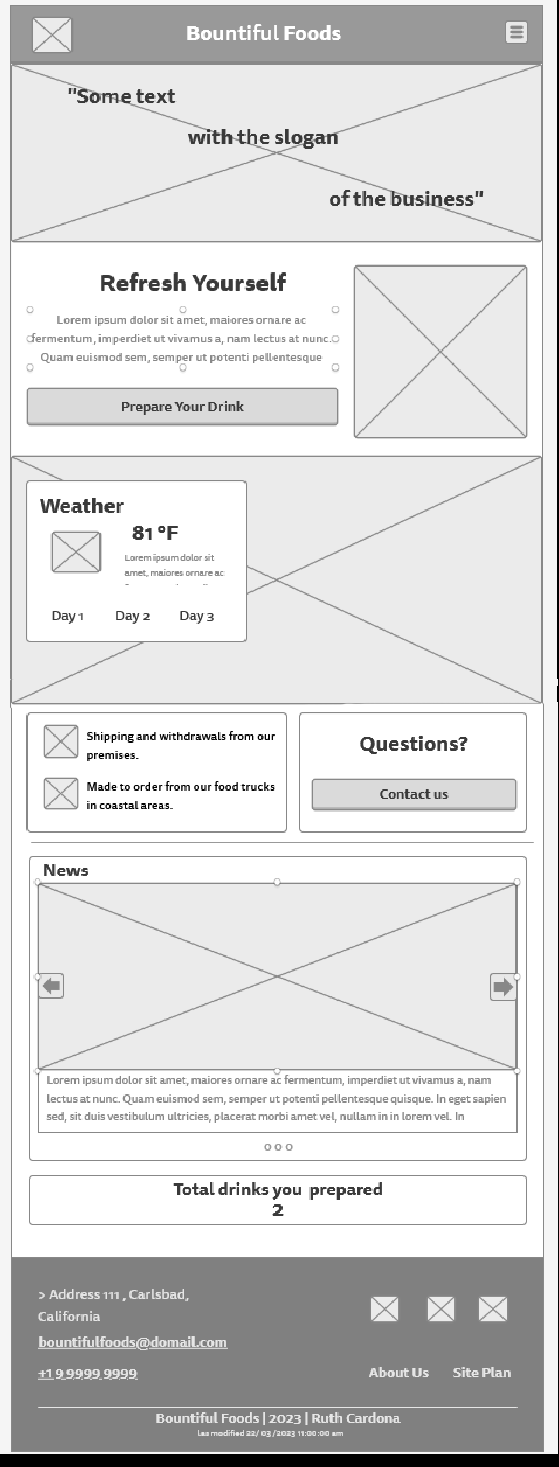 Bountiful Foods
"Some text
with the slogan
of the business"
Refresh Yourself
Lorem ipsum dolor sit amet, maiores ornare ac
fermentum, imperdiet ut vivamus a, nam lectus at nunc.
Quam euismod sem, semper ut potenti pellentesque
Prepare Your Drink
Weather
81 ºF
Lorem ipsum dolor sit
amet, maiores ornare ac
Day 1 Day 2 Day 3
Shipping and withdrawals from our
premises.
Made to order from our food trucks
in coastal areas.
Questions?
Contact us
News
Lorem ipsum dolor sit amet, maiores ornare ac fermentum, imperdiet ut vivamus a, nam
lectus at nunc. Quam euismod sem, semper ut potenti pellentesque quisque. In eget sapien
sed, sit duis vestibulum ultricies, placerat morbi amet vel, nullam in in lorem vel. In
Total drinks you prepared
2
> Address 111 , Carlsbad,
California
bountifulfoods@domail.com
+1 9 9999 9999
About Us Site Plan
Bountiful Foods | 2023 | Ruth Cardona
Las modified 22/ 03 /2023 11:00:00 am